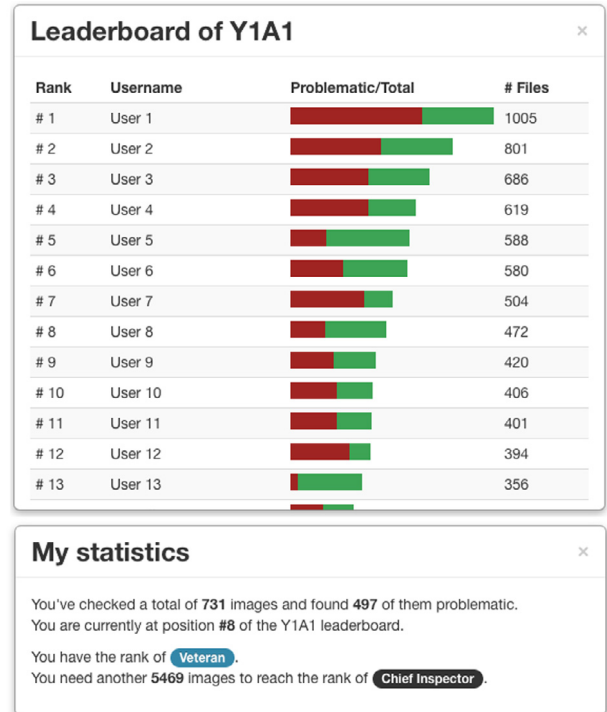 Leaderboard of Y1A1 ×
Rank Username Problematic/Total # Files
# 1 User 1 1005
# 2 User 2 801
# 3 User 3 686
# 4 User 4 619
# 5 User 5 588
# 6 User 6 580
# 7 User 7 504
# 8 User 8 472
# 9 User 9 420
# 10 User 10 406
# 11 User 11 401
# 12 User 12 394
# 13 User 13 356
My statistics ×
You've checked a total of 731 images and found 497 of them problematic.
You are currently at position #8 of the Y1A1 leaderboard.
You have the rank of Veteran.
You need another 5469 images to reach the rank of Chief Inspector.